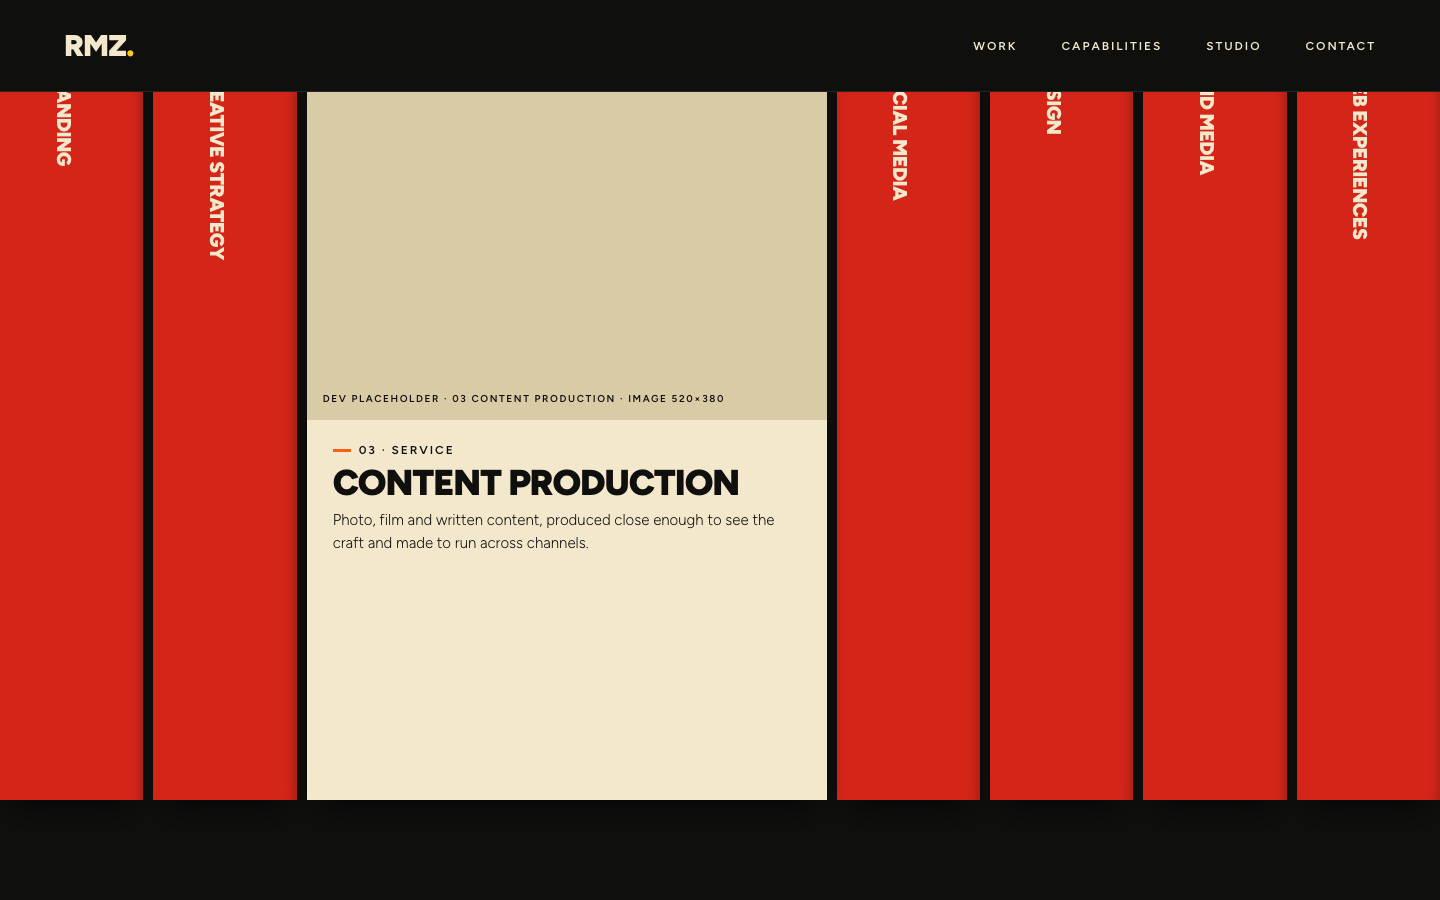 RMZ.
WORK
CAPABILITIES
STUDIO
CONTACT
ANDING
EATIVE STRATEGY
DEV PLACEHOLDER · 03 CONTENT PRODUCTION · IMAGE 520×380
03 · SERVICE
CONTENT PRODUCTION
Photo, film and written content, produced close enough to see the
craft and made to run across channels.
CIAL MEDIA
SIGN
ID MEDIA
EB EXPERIENCES